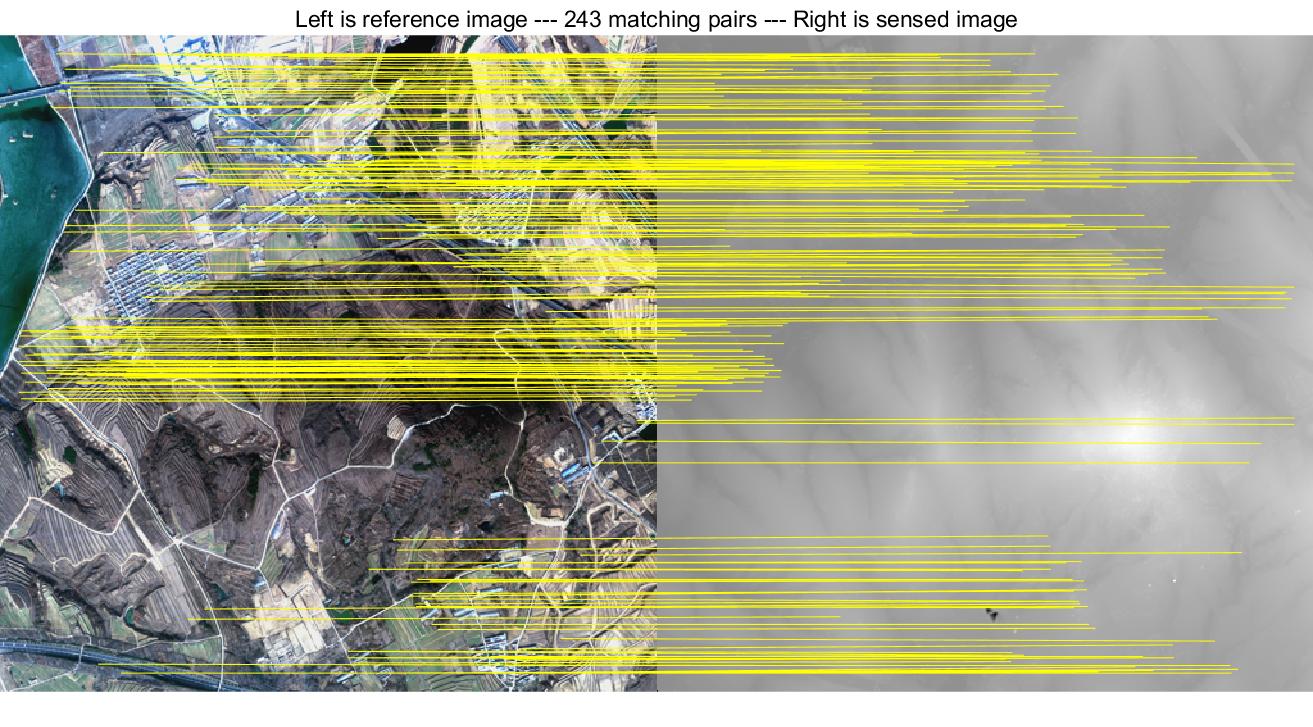 Left is reference image --- 243 matching pairs --- Right is sensed image